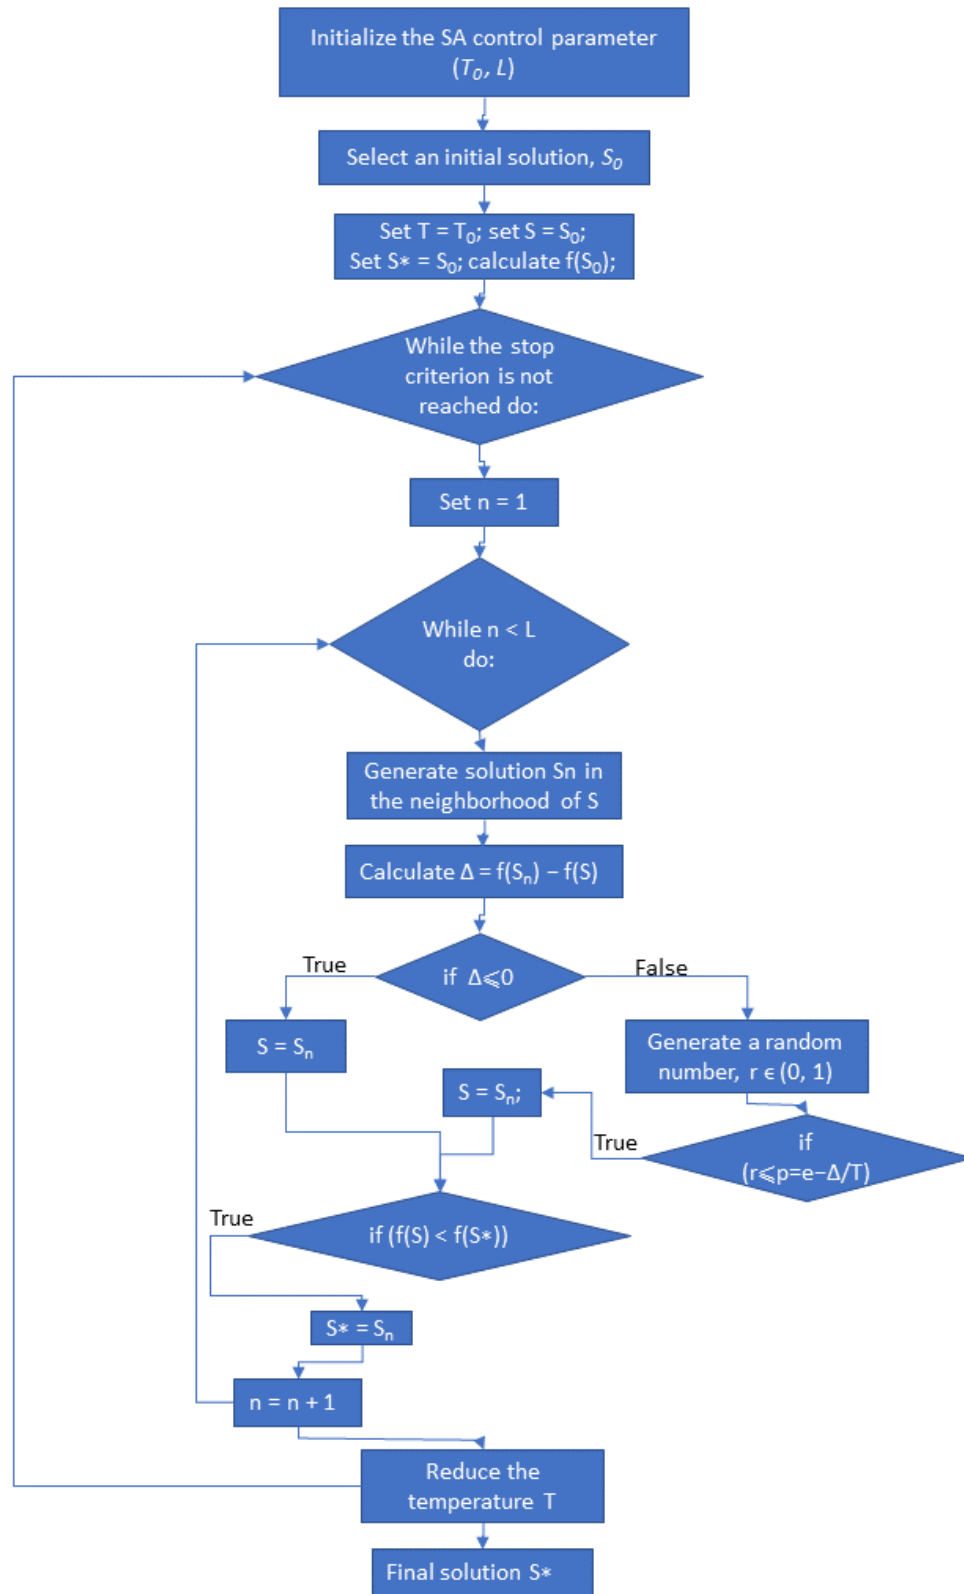 Initialize the SA control parameter
(T₀, L)
Select an initial solution, S₀
Set T = T₀; set S = S₀;
Set S* = S₀; calculate f(S₀);
While the stop
criterion is not
reached do:
Set n = 1
While n < L
do:
Generate solution Sn in
the neighborhood of S
Calculate Δ = f(Sₙ) − f(S)
if Δ⩽0
True
False
S = Sₙ
Generate a random
number, r ϵ (0, 1)
S = Sₙ;
True
if
(r⩽p=e−Δ/T)
True
if (f(S) < f(S*))
S* = Sₙ
n = n + 1
Reduce the
temperature T
Final solution S*